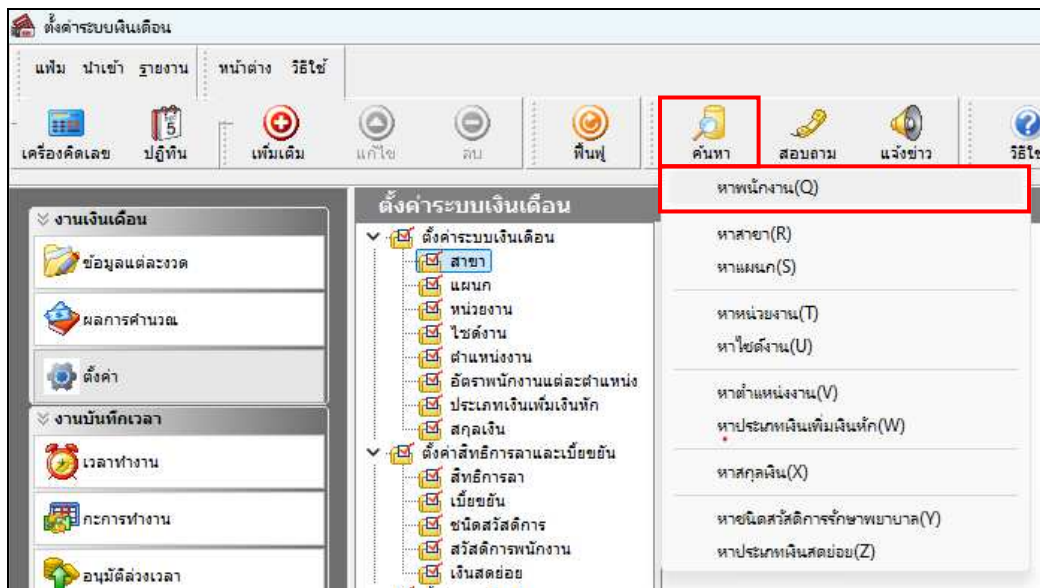 ตั้งค่าระบบเงินเดือน
แฟ้ม นำเข้า รายงาน หน้าต่าง วิธีใช้
เครื่องคิดเลข ปฏิทิน เพิ่มเติม แก้ไข ลบ ฟื้นฟู ค้นหา สอบถาม แจ้งข่าว
งานเงินเดือน
ข้อมูลแต่ละงวด
ผลการคำนวณ
ตั้งค่า
งานบันทึกเวลา
เวลาทำงาน
กะการทำงาน
อนุมัติล่วงเวลา
ตั้งค่าระบบเงินเดือน
ตั้งค่าระบบเงินเดือน
สาขา
แผนก
หน่วยงาน
ไซด์งาน
ตำแหน่งงาน
อัตราพนักงานแต่ละตำแหน่ง
ประเภทเงินเพิ่มเงินหัก
สกุลเงิน
ตั้งค่าสิทธิการลาและเบี้ยขยัน
สิทธิการลา
เบี้ยขยัน
ชนิดสวัสดิการ
สวัสดิการพนักงาน
เงินสดย่อย
หาพนักงาน(Q)
หาสาขา(R)
หาแผนก(S)
หาหน่วยงาน(T)
หาไซด์งาน(U)
หาตำแหน่งงาน(V)
หาประเภทเงินเพิ่มเงินหัก(W)
หาสกุลเงิน(X)
หาชนิดสวัสดิการรักษาพยาบาล(Y)
หาประเภทเงินสดย่อย(Z)